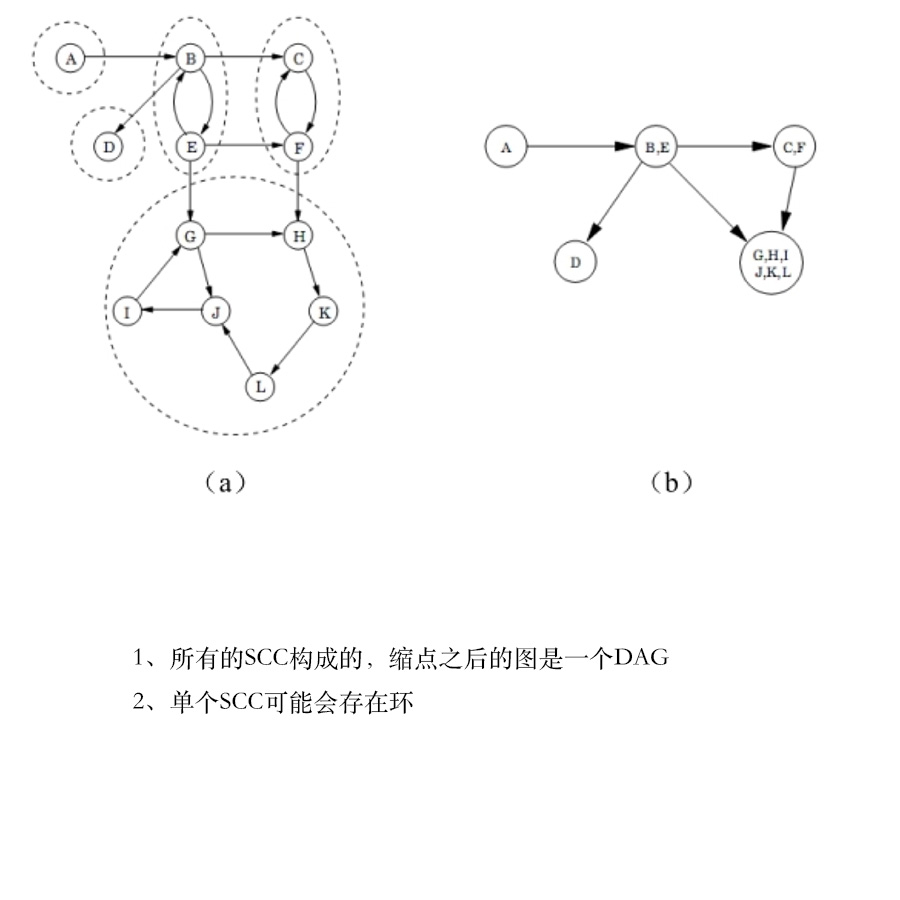 A
B
C
D
E
F
G
H
I
J
K
L
(a)
A
B,E
C,F
D
G,H,I
J,K,L
(b)
1、所有的SCC构成的，缩点之后的图是一个DAG
2、单个SCC可能会存在环